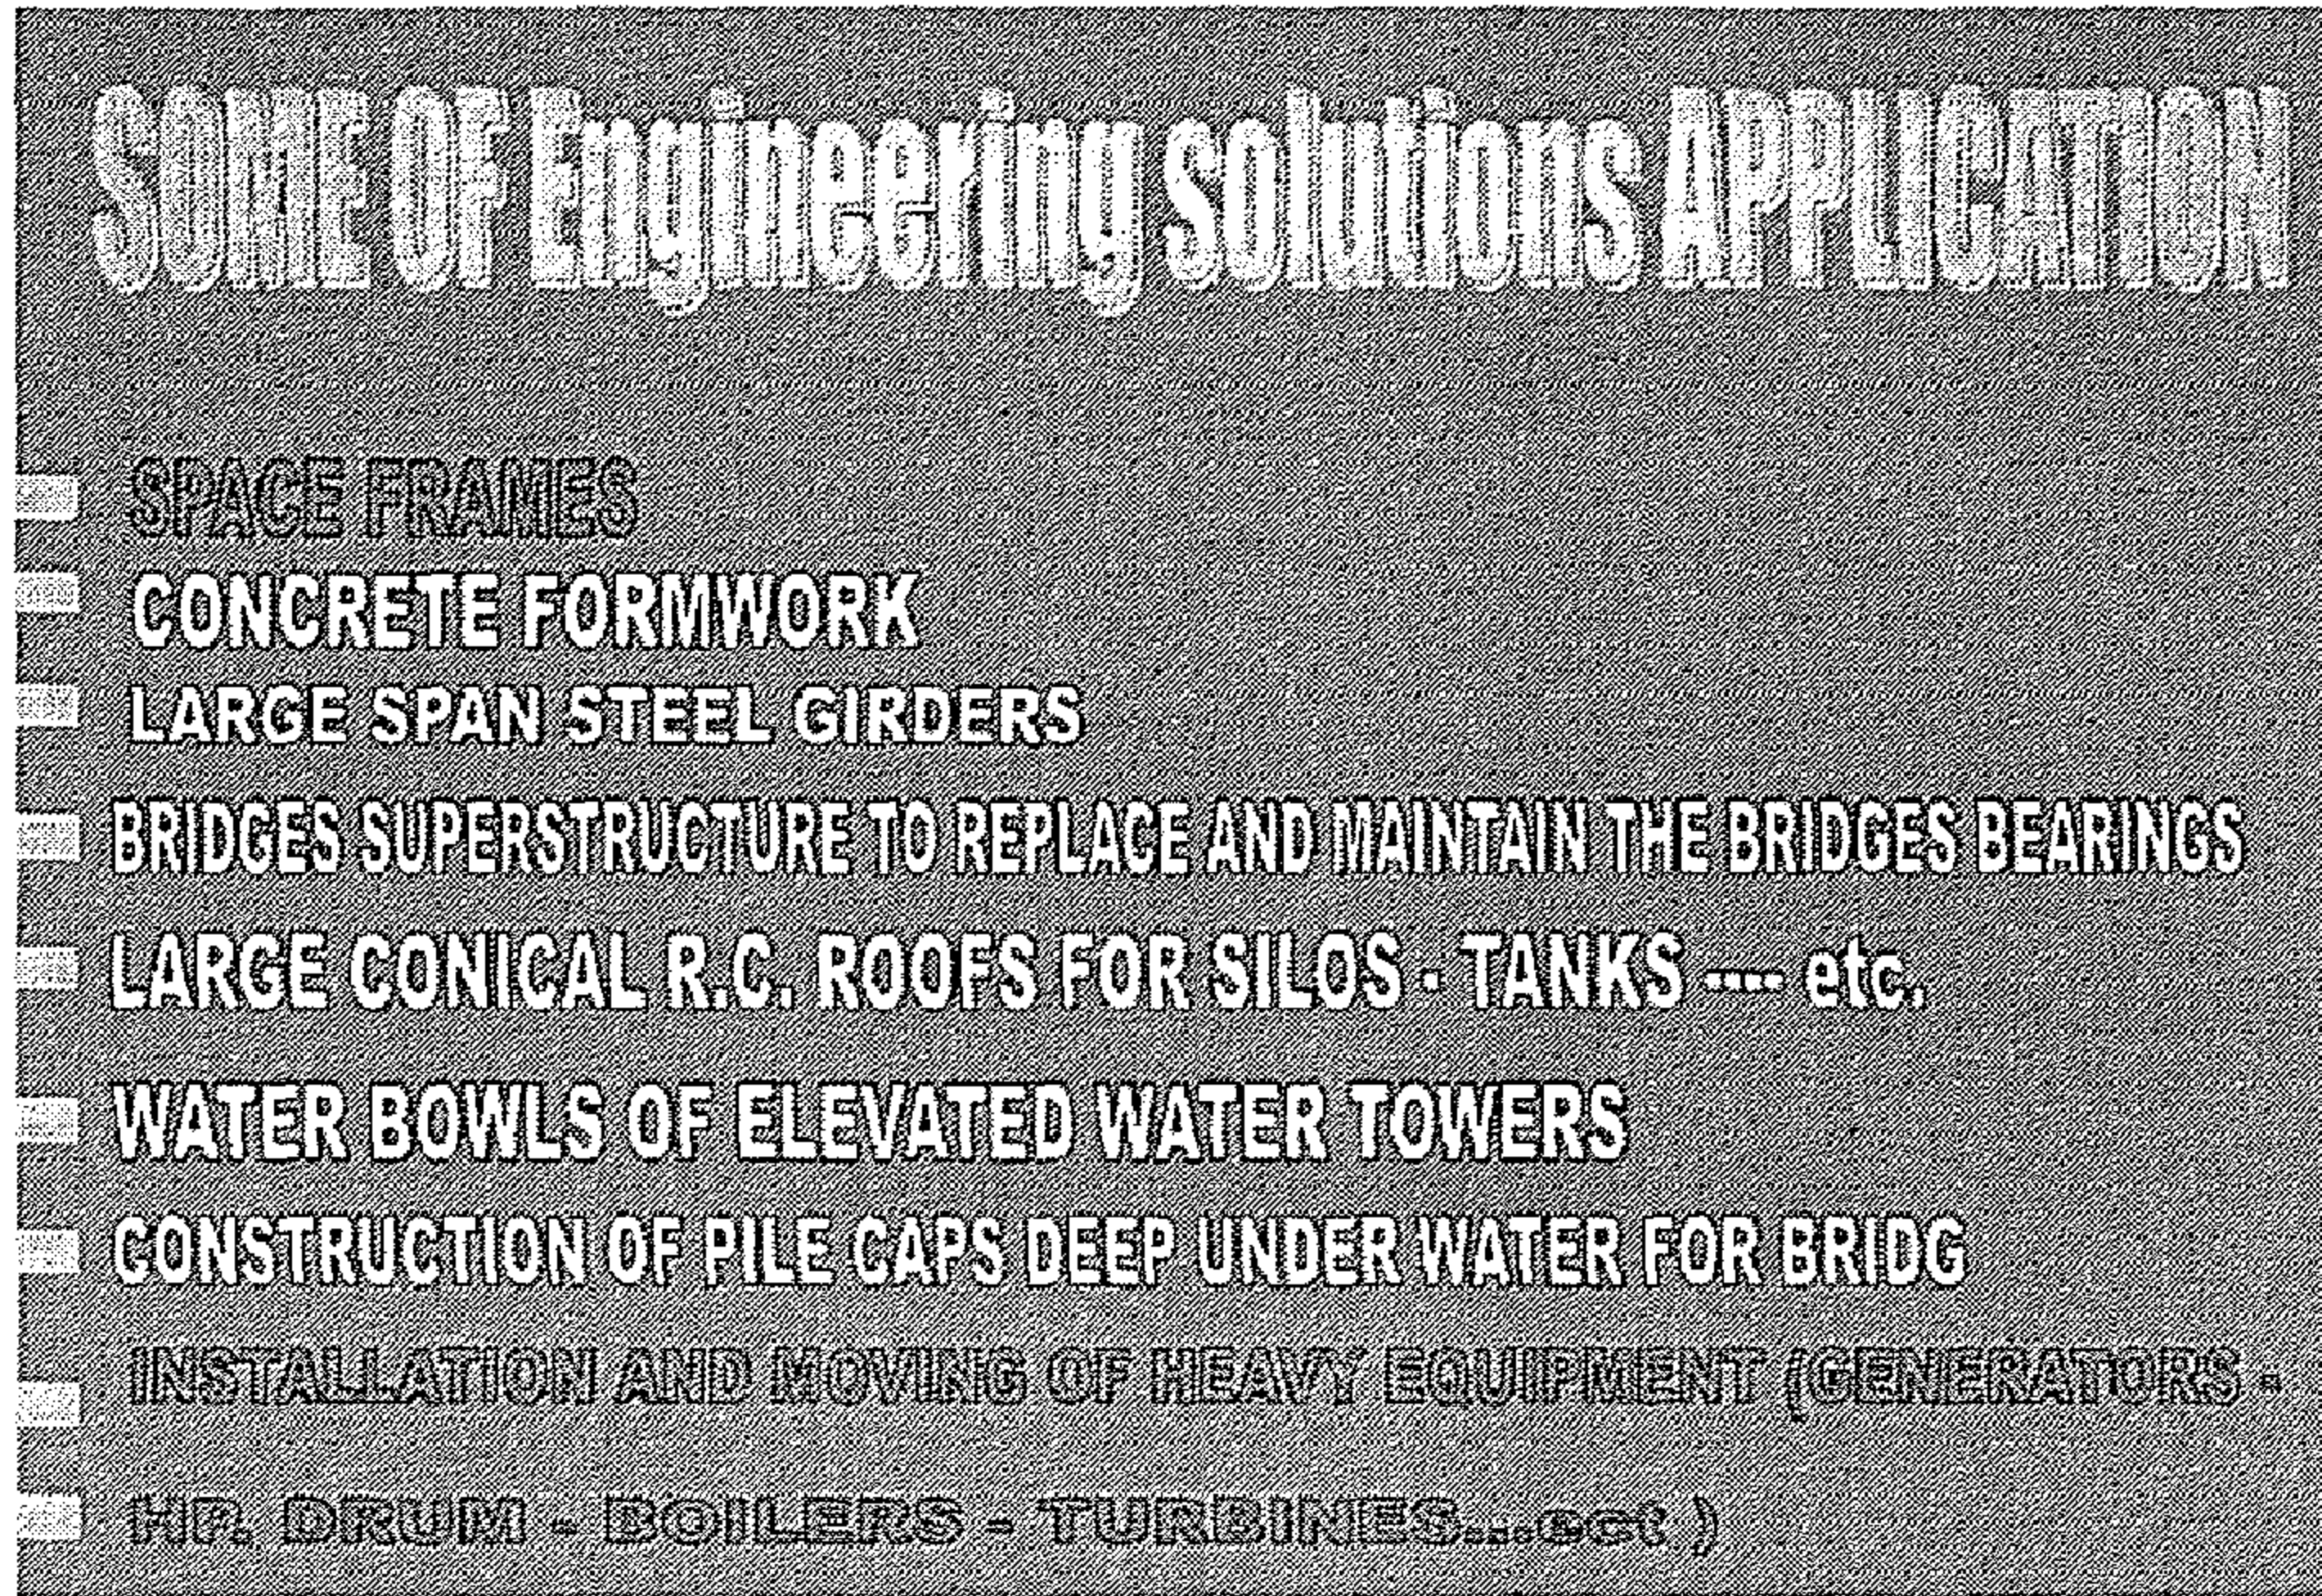 SOME OF Engineering solutions APPLICATION
SPACE FRAMES
CONCRETE FORMWORK
LARGE SPAN STEEL GIRDERS
BRIDGES SUPERSTRUCTURE TO REPLACE AND MAINTAIN THE BRIDGES BEARINGS
LARGE CONICAL R.C. ROOFS FOR SILOS - TANKS ---- etc.
WATER BOWLS OF ELEVATED WATER TOWERS
CONSTRUCTION OF PILE CAPS DEEP UNDER WATER FOR BRIDG
INSTALLATION AND MOVING OF HEAVY EQUIPMENT (GENERATORS -
HP. DRUM - BOILERS - TURBINES...ect )